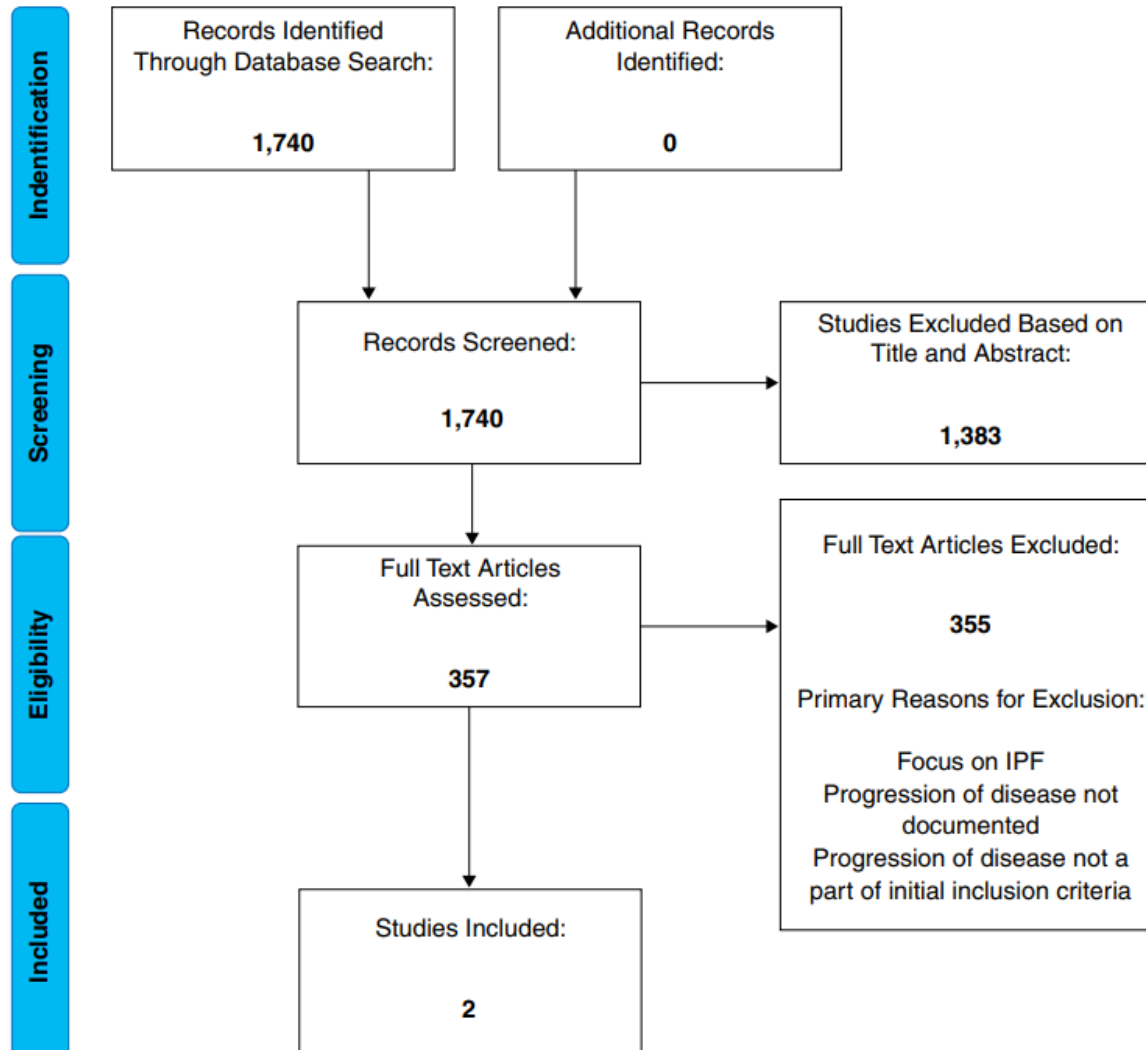 Indentification
Records Identified
Through Database Search:
1,740
Additional Records
Identified:
0
Screening
Records Screened:
1,740
Studies Excluded Based on
Title and Abstract:
1,383
Eligibility
Full Text Articles
Assessed:
357
Full Text Articles Excluded:
355
Primary Reasons for Exclusion:
Focus on IPF
Progression of disease not
documented
Progression of disease not a
part of initial inclusion criteria
Included
Studies Included:
2